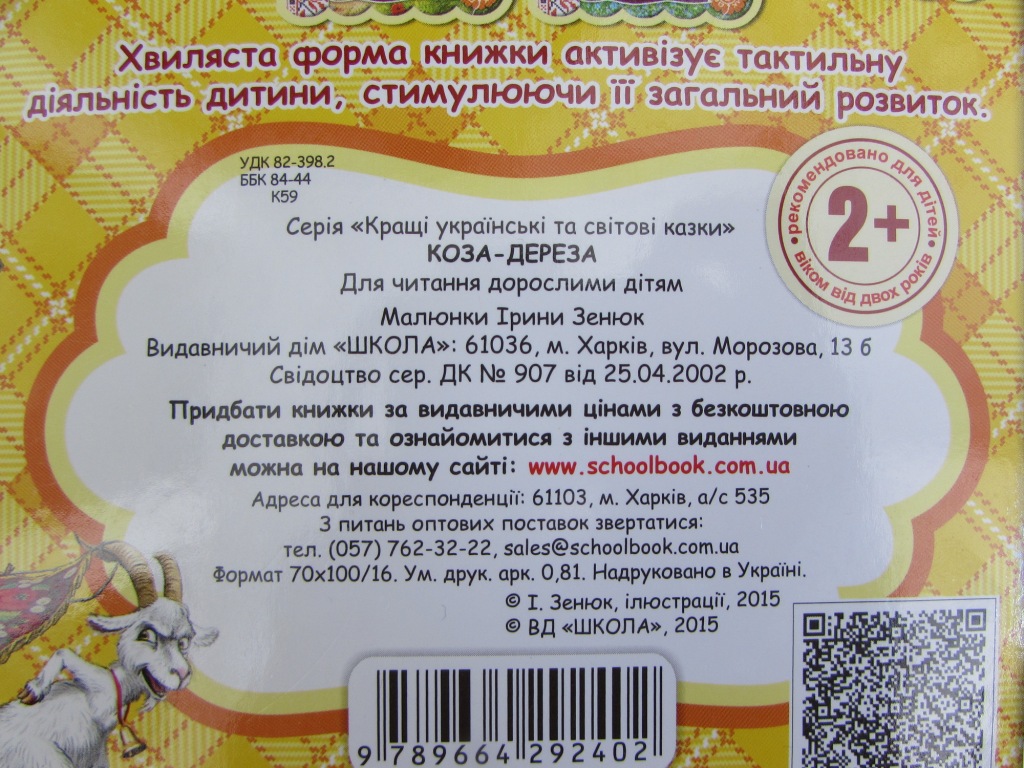 Хвиляста форма книжки активізує тактильну
діяльність дитини, стимулюючи її загальний розвиток.
УДК 82-398.2
ББК 84-44
К59
рекомендовано для дітей
2+
віком від двох років
Серія «Кращі українські та світові казки»
КОЗА-ДЕРЕЗА
Для читання дорослими дітям
Малюнки Ірини Зенюк
Видавничий дім «ШКОЛА»: 61036, м. Харків, вул. Морозова, 13 б
Свідоцтво сер. ДК № 907 від 25.04.2002 р.
Придбати книжки за видавничими цінами з безкоштовною
доставкою та ознайомитися з іншими виданнями
можна на нашому сайті: www.schoolbook.com.ua
Адреса для кореспонденції: 61103, м. Харків, а/с 535
З питань оптових поставок звертатися:
тел. (057) 762-32-22, sales@schoolbook.com.ua
Формат 70х100/16. Ум. друк. арк. 0,81. Надруковано в Україні.
© І. Зенюк, ілюстрації, 2015
© ВД «ШКОЛА», 2015
9 789664 292402